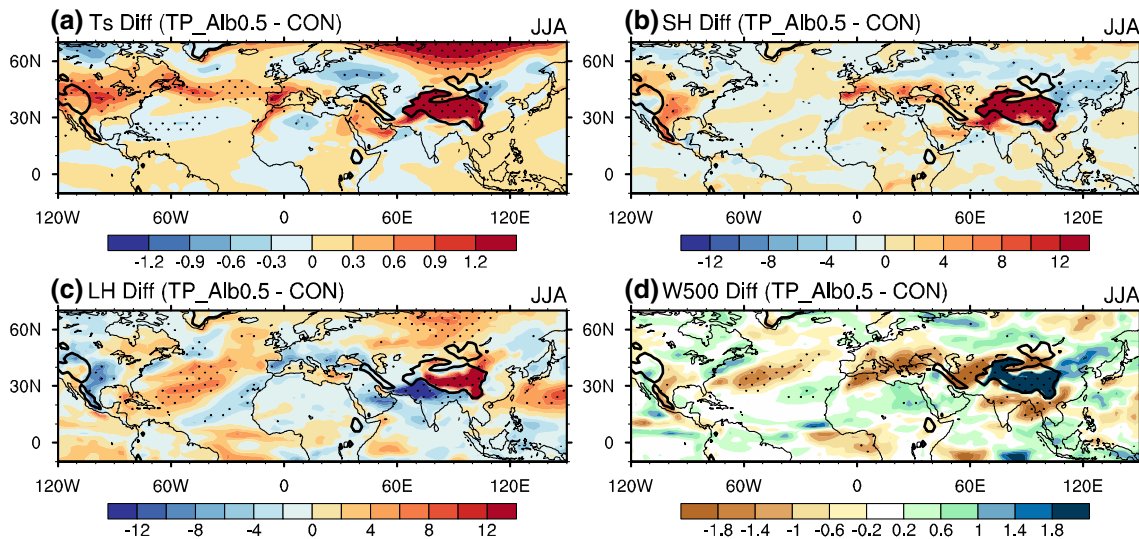 (a) Ts Diff (TP_Alb0.5 - CON) JJA
60N
30N
0
120W 60W 0 60E 120E
-1.2 -0.9 -0.6 -0.3 0 0.3 0.6 0.9 1.2
(b) SH Diff (TP_Alb0.5 - CON) JJA
60N
30N
0
120W 60W 0 60E 120E
-12 -8 -4 0 4 8 12
(c) LH Diff (TP_Alb0.5 - CON) JJA
60N
30N
0
120W 60W 0 60E 120E
-12 -8 -4 0 4 8 12
(d) W500 Diff (TP_Alb0.5 - CON) JJA
60N
30N
0
120W 60W 0 60E 120E
-1.8 -1.4 -1 -0.6 -0.2 0.2 0.6 1 1.4 1.8